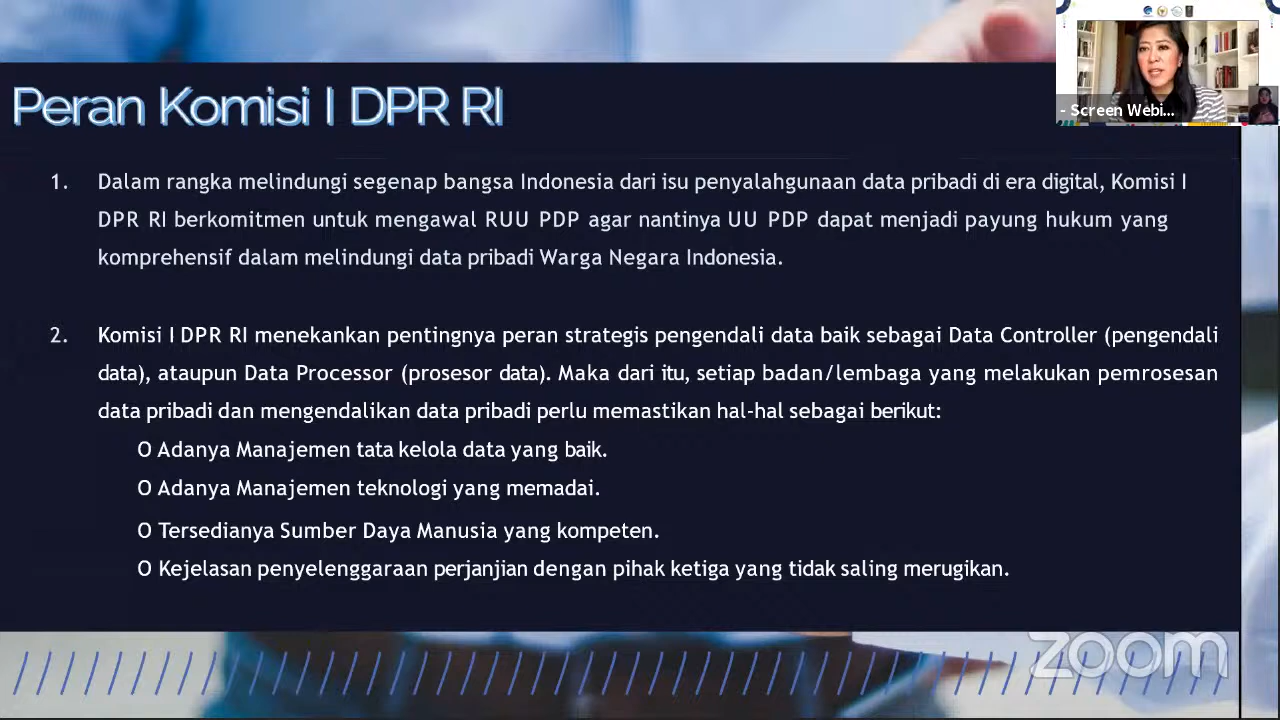 Peran Komisi I DPR RI
- Screen Webi...
1. Dalam rangka melindungi segenap bangsa Indonesia dari isu penyalahgunaan data pribadi di era digital, Komisi I
DPR RI berkomitmen untuk mengawal RUU PDP agar nantinya UU PDP dapat menjadi payung hukum yang
komprehensif dalam melindungi data pribadi Warga Negara Indonesia.
2. Komisi I DPR RI menekankan pentingnya peran strategis pengendali data baik sebagai Data Controller (pengendali
data), ataupun Data Processor (prosesor data). Maka dari itu, setiap badan/lembaga yang melakukan pemrosesan
data pribadi dan mengendalikan data pribadi perlu memastikan hal-hal sebagai berikut:
O Adanya Manajemen tata kelola data yang baik.
O Adanya Manajemen teknologi yang memadai.
O Tersedianya Sumber Daya Manusia yang kompeten.
O Kejelasan penyelenggaraan perjanjian dengan pihak ketiga yang tidak saling merugikan.
zoom